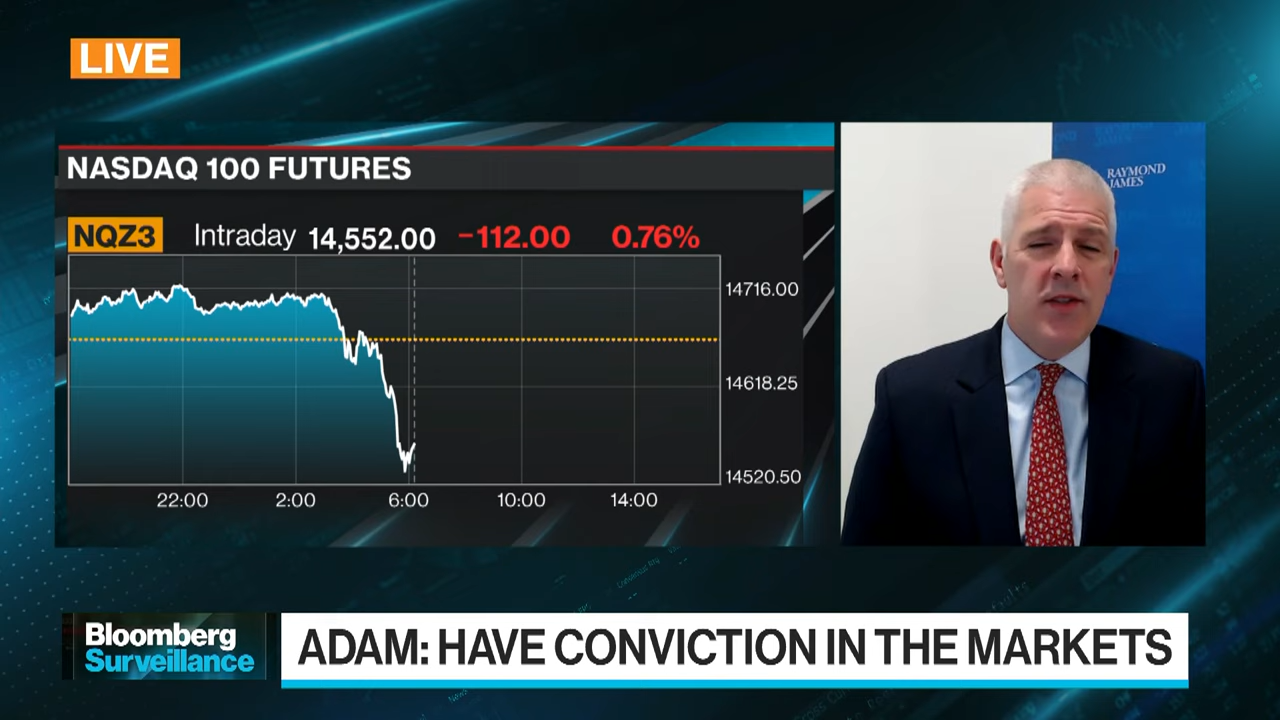 LIVE
NASDAQ 100 FUTURES
NQZ3 Intraday 14,552.00 -112.00 0.76%
14716.00
14618.25
14520.50
22:00 2:00 6:00 10:00 14:00
RAYMOND
JAMES
Bloomberg
Surveillance
ADAM: HAVE CONVICTION IN THE MARKETS